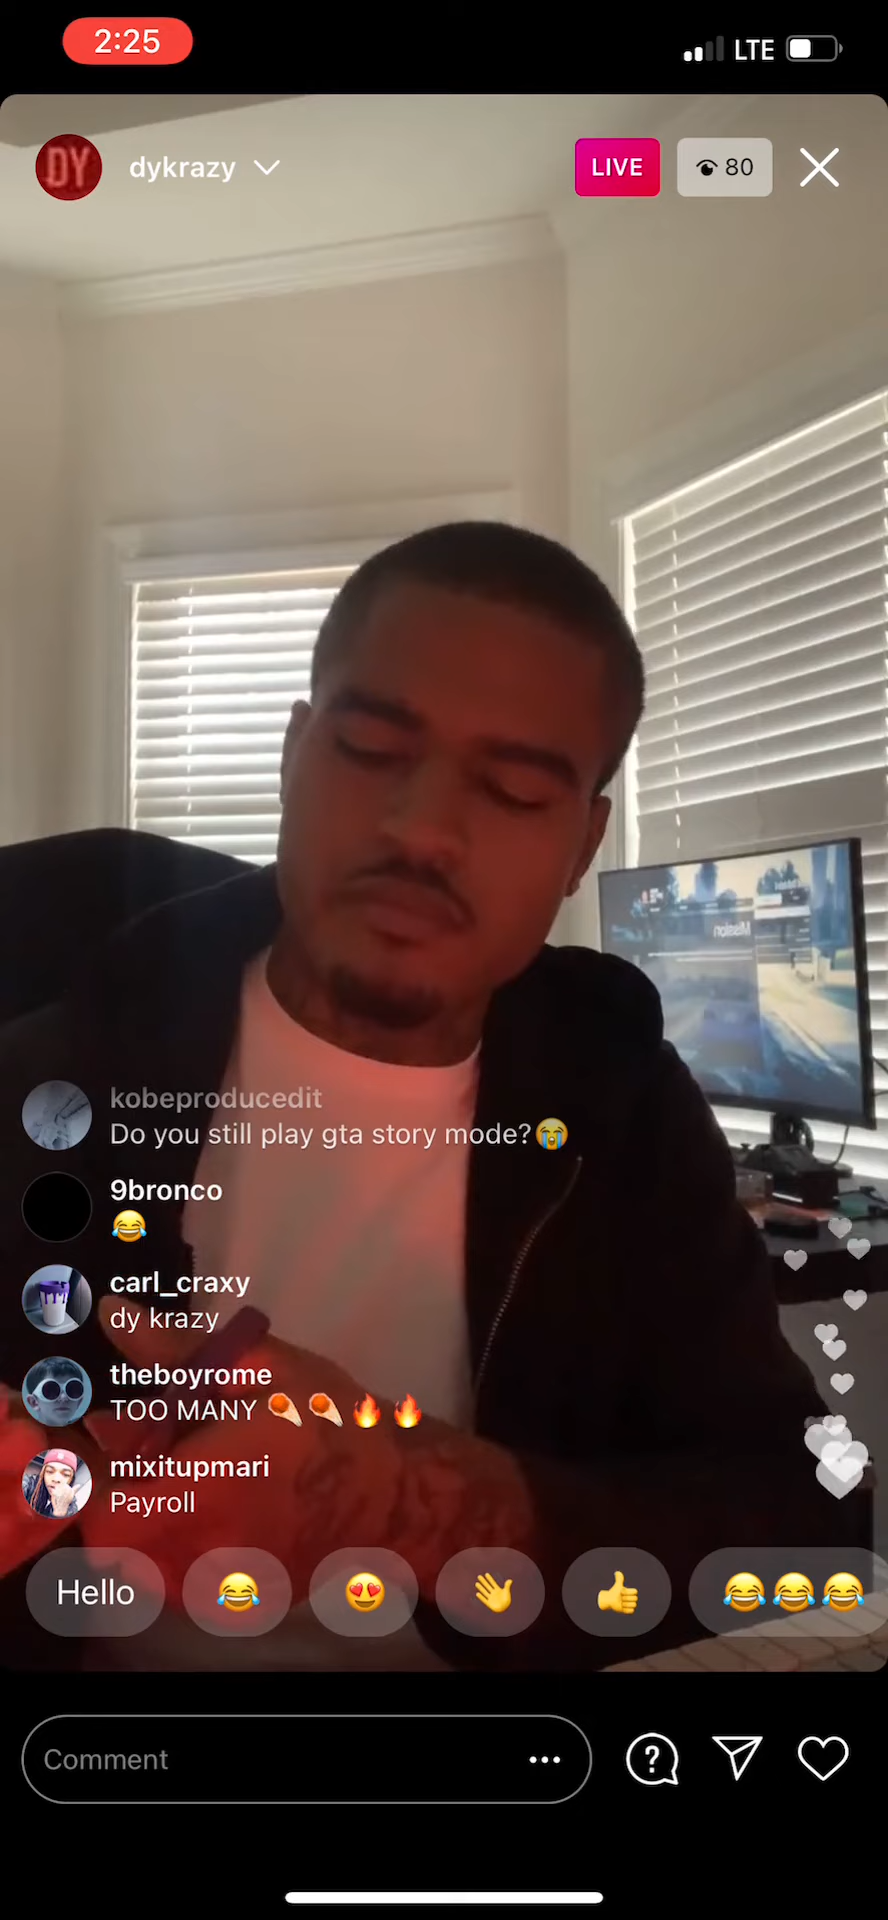 2:25
LTE
DY
dykrazy
LIVE
80
Mission
kobeproducedit
Do you still play gta story mode?😭
9bronco
😂
carl_craxy
dy krazy
theboyrome
TOO MANY 🍠🍠🔥🔥
mixitupmari
Payroll
Hello 😂 😍 👋 👍 😂😂😂
Comment